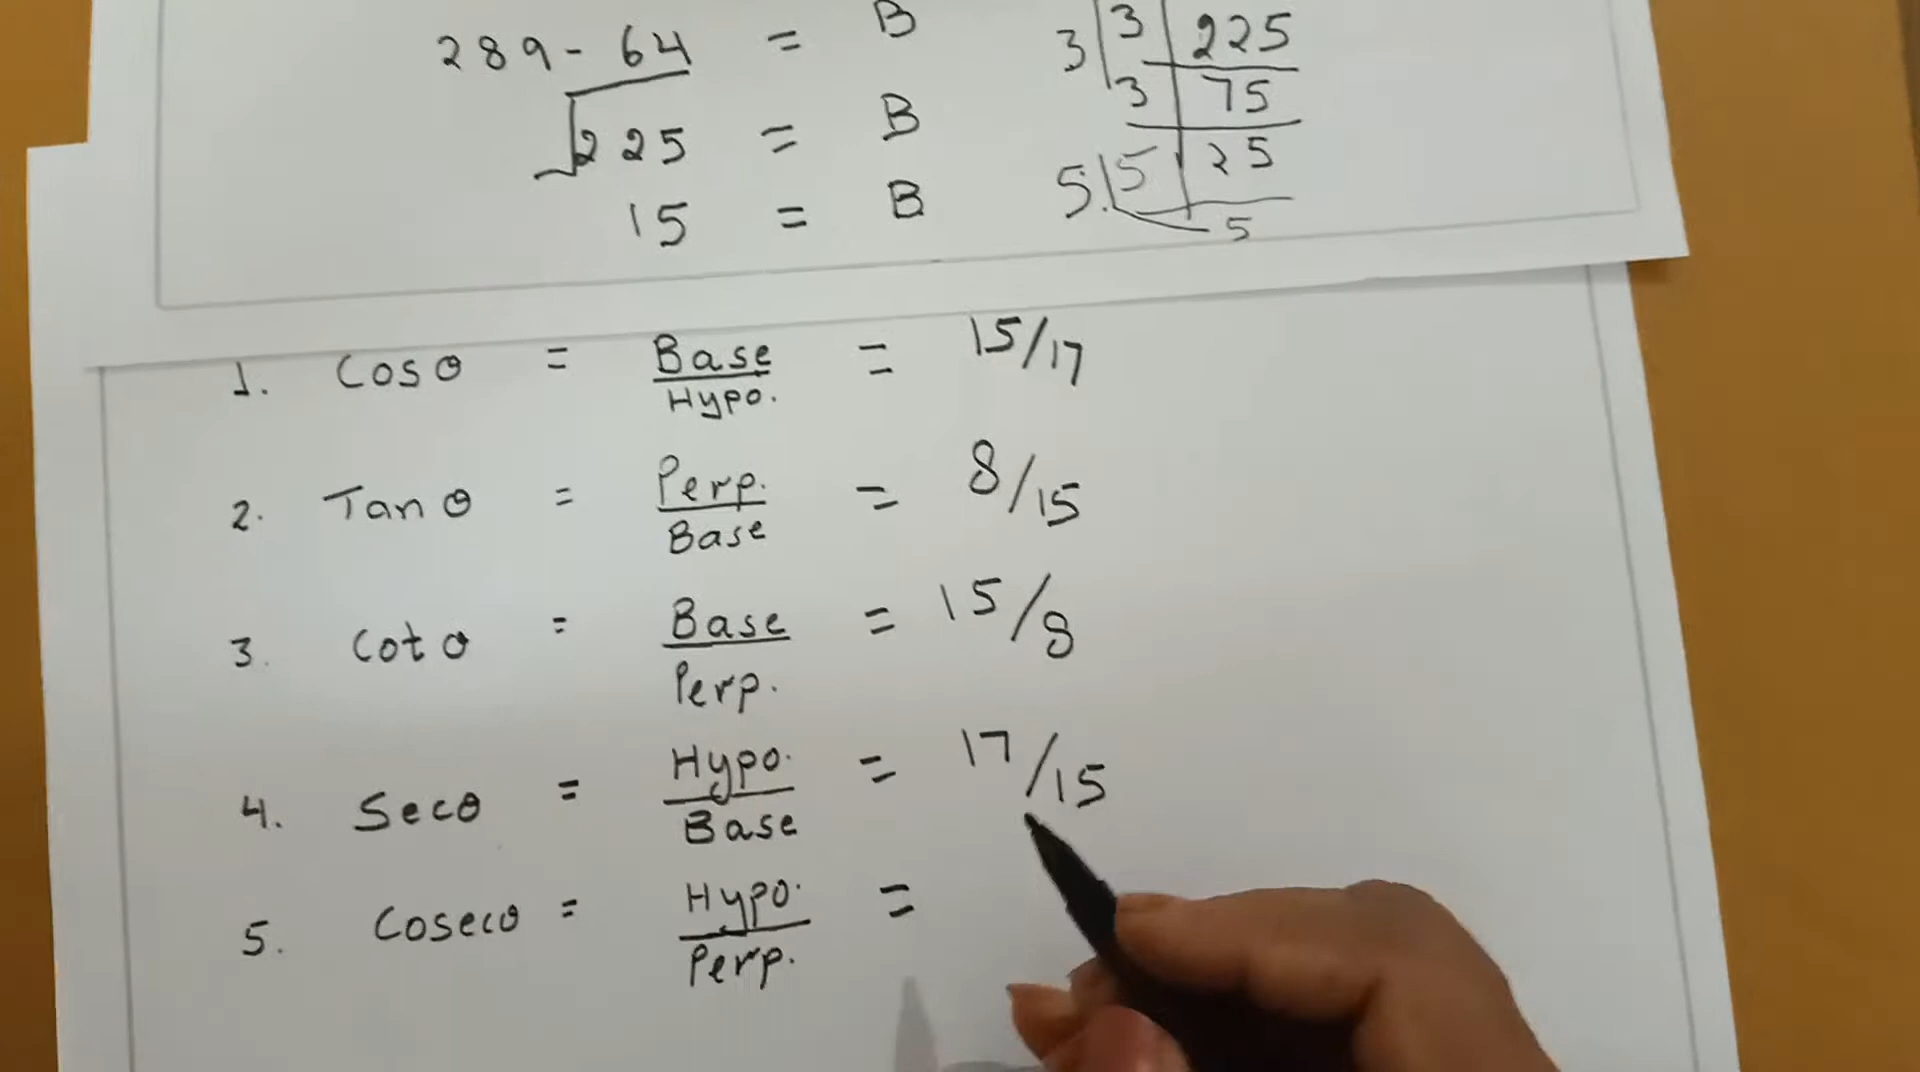 289 - 64 = B
√225 = B
15 = B
3 3 225
3 75
5. 5 25
5
1. Cosθ = Base/Hypo. = 15/17
2. Tanθ = Perp./Base = 8/15
3. Cotθ = Base/Perp. = 15/8
4. Secθ = Hypo./Base = 17/15
5. Cosecθ = Hypo./Perp. =